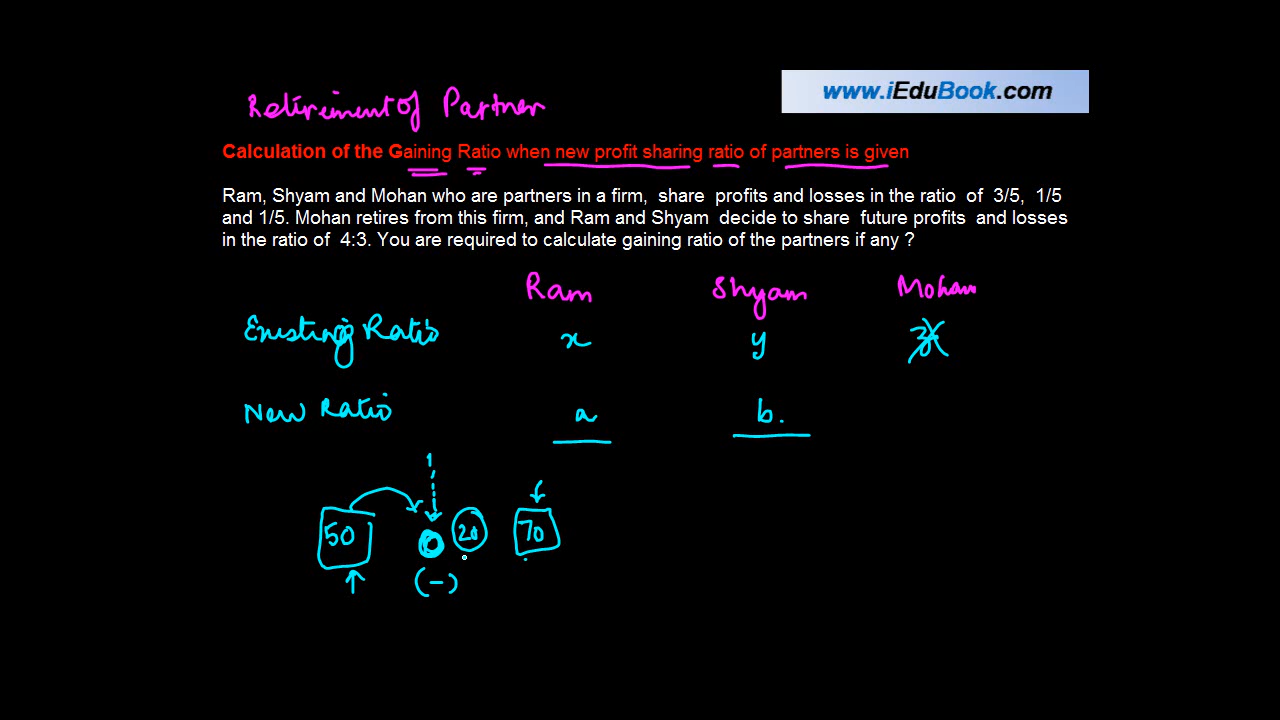 www.iEduBook.com
Retirement of Partner
Calculation of the Gaining Ratio when new profit sharing ratio of partners is given
Ram, Shyam and Mohan who are partners in a firm, share profits and losses in the ratio of 3/5, 1/5
and 1/5. Mohan retires from this firm, and Ram and Shyam decide to share future profits and losses
in the ratio of 4:3. You are required to calculate gaining ratio of the partners if any ?
Ram Shyam Mohan
Existing Ratio x y
New Ratio a b.
1
50 20 70
(-)